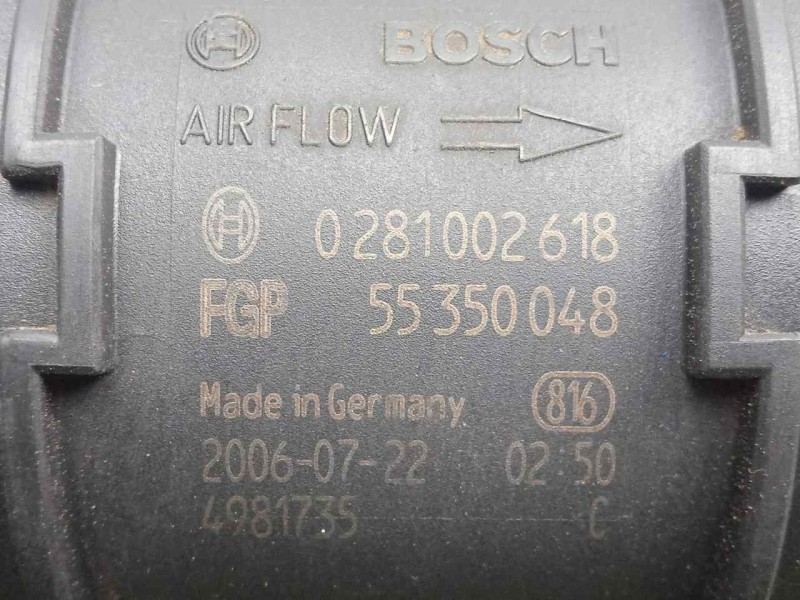 BOSCH
AIR FLOW
0 281 002 618
FGP 55 350 048
Made in Germany 816
2006-07-22 02:50
4981735 C